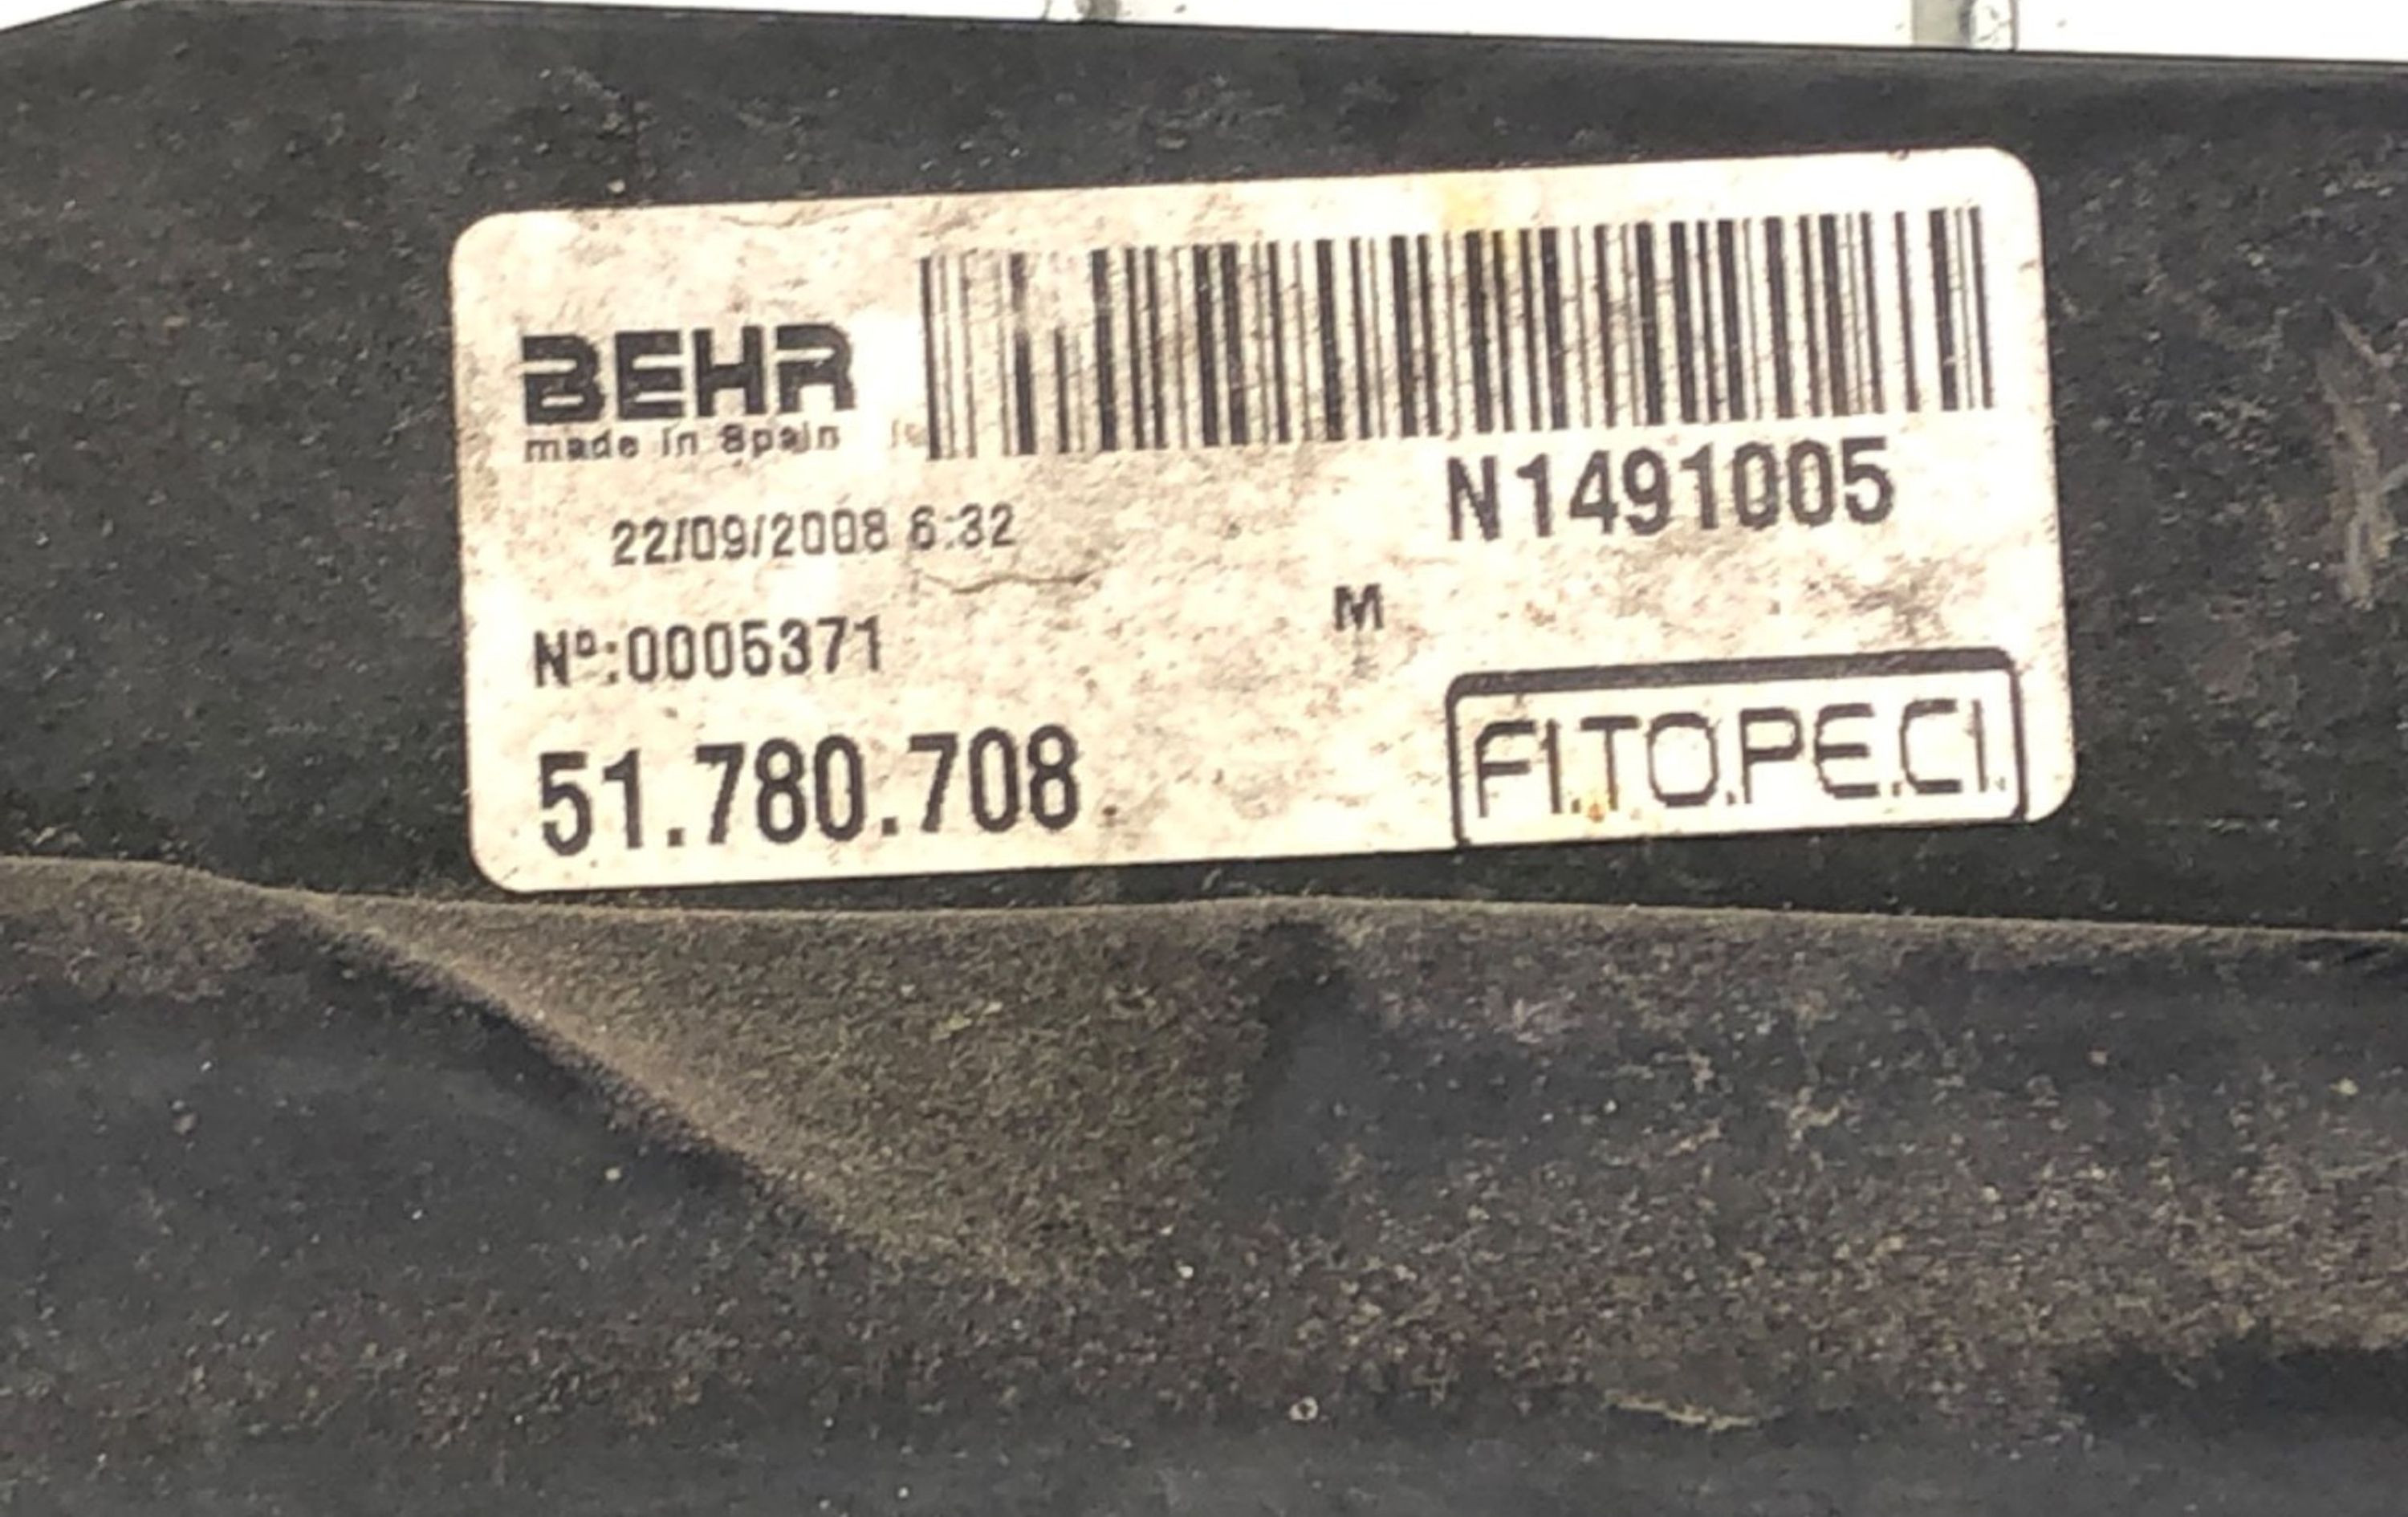 BEHR
made in Spain
N1491005
22/09/2008 6:32
M
Nº:0005371
51.780.708
FI.TO.PE.CI.